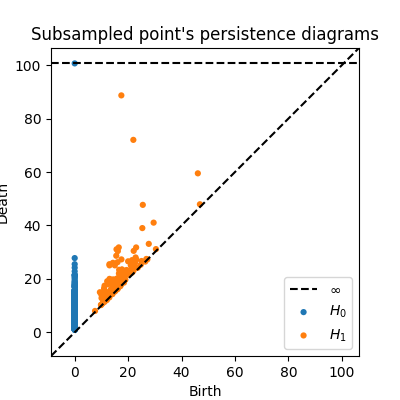 Subsampled point's persistence diagrams
100
80
60
40
20
0
Death
0 20 40 60 80 100
Birth
∞
H₀
H₁